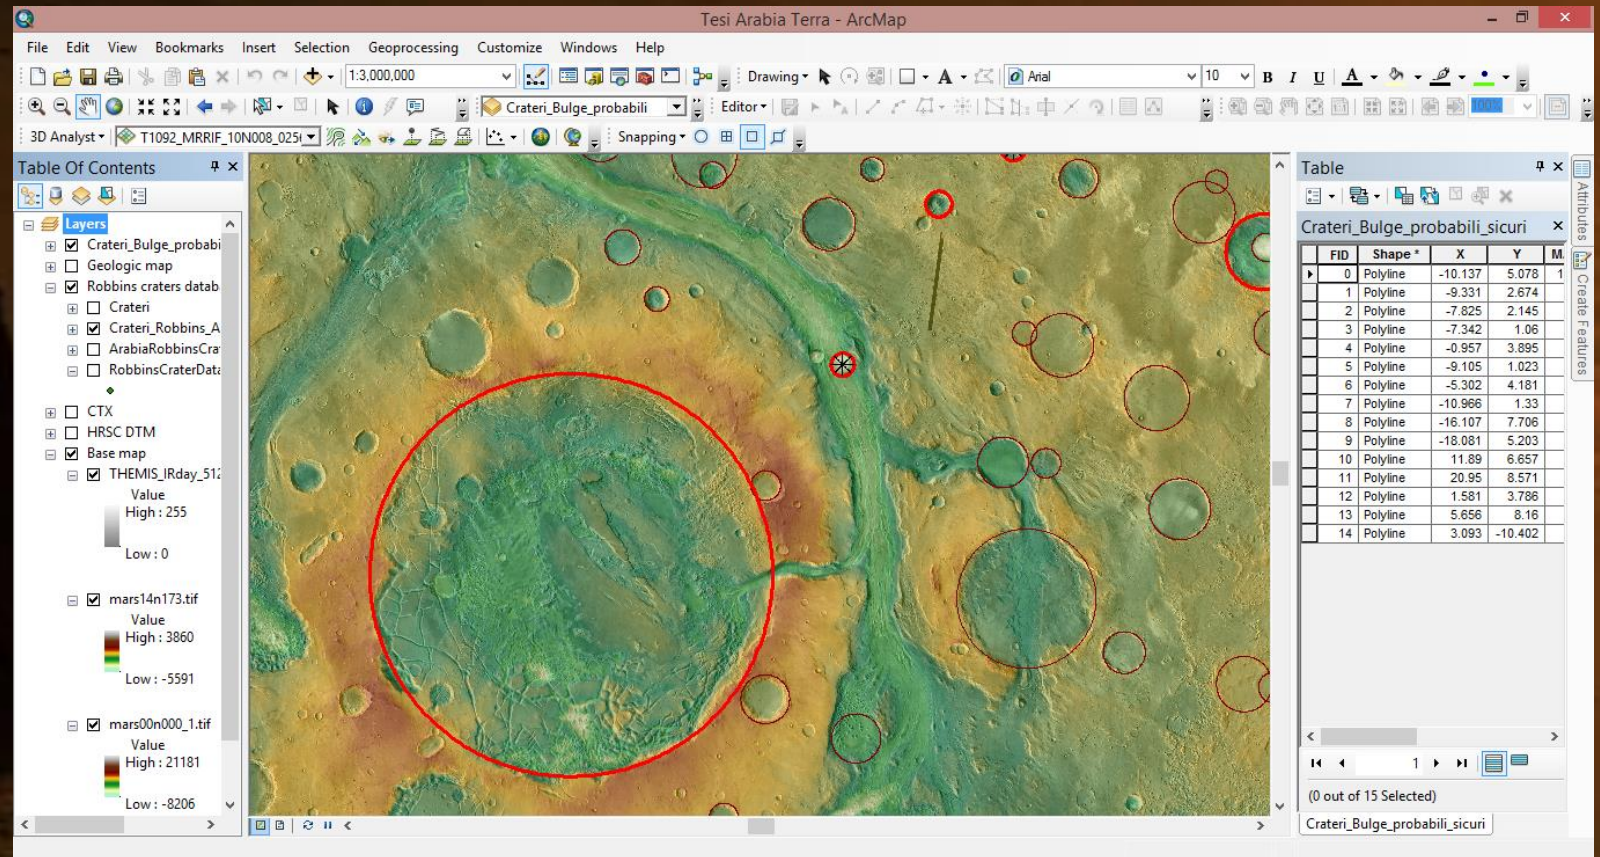 Tesi Arabia Terra - ArcMap
File Edit View Bookmarks Insert Selection Geoprocessing Customize Windows Help
1:3,000,000 Drawing Arial 10 B I U A
Crateri_Bulge_probabili Editor 100%
3D Analyst T1092_MRRIF_10N008_025 Snapping
Table Of Contents
Layers
Crateri_Bulge_probabi
Geologic map
Robbins craters datab
Crateri
Crateri_Robbins_A
ArabiaRobbinsCra
RobbinsCraterData
CTX
HRSC DTM
Base map
THEMIS_IRday_512
Value
High : 255
Low : 0
mars14n173.tif
Value
High : 3860
Low : -5591
mars00n000_1.tif
Value
High : 21181
Low : -8206
Table
Crateri_Bulge_probabili_sicuri
FID Shape * X Y M
0 Polyline -10.137 5.078 1
1 Polyline -9.331 2.674
2 Polyline -7.825 2.145
3 Polyline -7.342 1.06
4 Polyline -0.957 3.895
5 Polyline -9.105 1.023
6 Polyline -5.302 4.181
7 Polyline -10.966 1.33
8 Polyline -16.107 7.706
9 Polyline -18.081 5.203
10 Polyline 11.89 6.657
11 Polyline 20.95 8.571
12 Polyline 1.581 3.786
13 Polyline 5.656 8.16
14 Polyline 3.093 -10.402
1
(0 out of 15 Selected)
Crateri_Bulge_probabili_sicuri
Attributes
Create Features